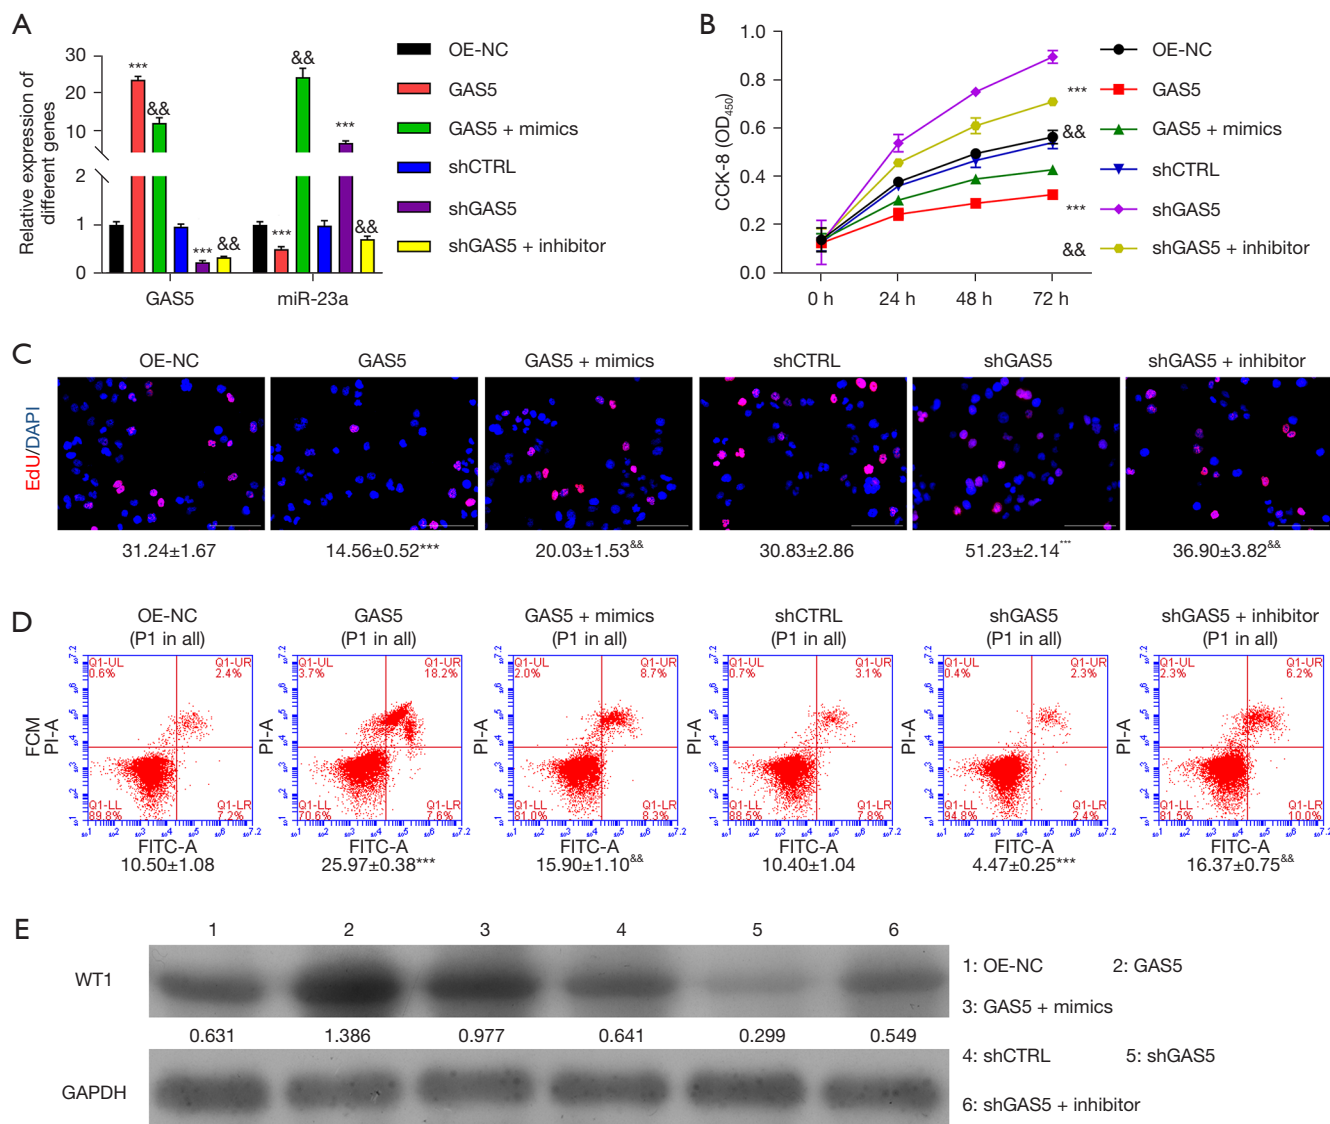 A
Relative expression of
different genes
30
20
10
2
1
0
***
&&
***
&&
***
&&
***
&&
GAS5
miR-23a
OE-NC
GAS5
GAS5 + mimics
shCTRL
shGAS5
shGAS5 + inhibitor
B
CCK-8 (OD450)
1.0
0.8
0.6
0.4
0.2
0.0
0 h
24 h
48 h
72 h
***
&&
***
&&
OE-NC
GAS5
GAS5 + mimics
shCTRL
shGAS5
shGAS5 + inhibitor
C
OE-NC
GAS5
GAS5 + mimics
shCTRL
shGAS5
shGAS5 + inhibitor
EdU/DAPI
31.24±1.67
14.56±0.52***
20.03±1.53&&
30.83±2.86
51.23±2.14***
36.90±3.82&&
D
FCM
OE-NC
(P1 in all)
Q1-UL
0.6%
Q1-UR
2.4%
Q1-LL
89.8%
Q1-LR
7.2%
PI-A
FITC-A
10.50±1.08
GAS5
(P1 in all)
Q1-UL
3.7%
Q1-UR
18.2%
Q1-LL
70.6%
Q1-LR
7.6%
PI-A
FITC-A
25.97±0.38***
GAS5 + mimics
(P1 in all)
Q1-UL
2.0%
Q1-UR
8.7%
Q1-LL
81.0%
Q1-LR
8.3%
PI-A
FITC-A
15.90±1.10&&
shCTRL
(P1 in all)
Q1-UL
0.7%
Q1-UR
3.1%
Q1-LL
88.5%
Q1-LR
7.8%
PI-A
FITC-A
10.40±1.04
shGAS5
(P1 in all)
Q1-UL
0.4%
Q1-UR
2.3%
Q1-LL
94.8%
Q1-LR
2.4%
PI-A
FITC-A
4.47±0.25***
shGAS5 + inhibitor
(P1 in all)
Q1-UL
2.3%
Q1-UR
6.2%
Q1-LL
81.5%
Q1-LR
10.0%
PI-A
FITC-A
16.37±0.75&&
E
1 2 3 4 5 6
WT1
0.631 1.386 0.977 0.641 0.299 0.549
GAPDH
1: OE-NC 2: GAS5
3: GAS5 + mimics
4: shCTRL 5: shGAS5
6: shGAS5 + inhibitor